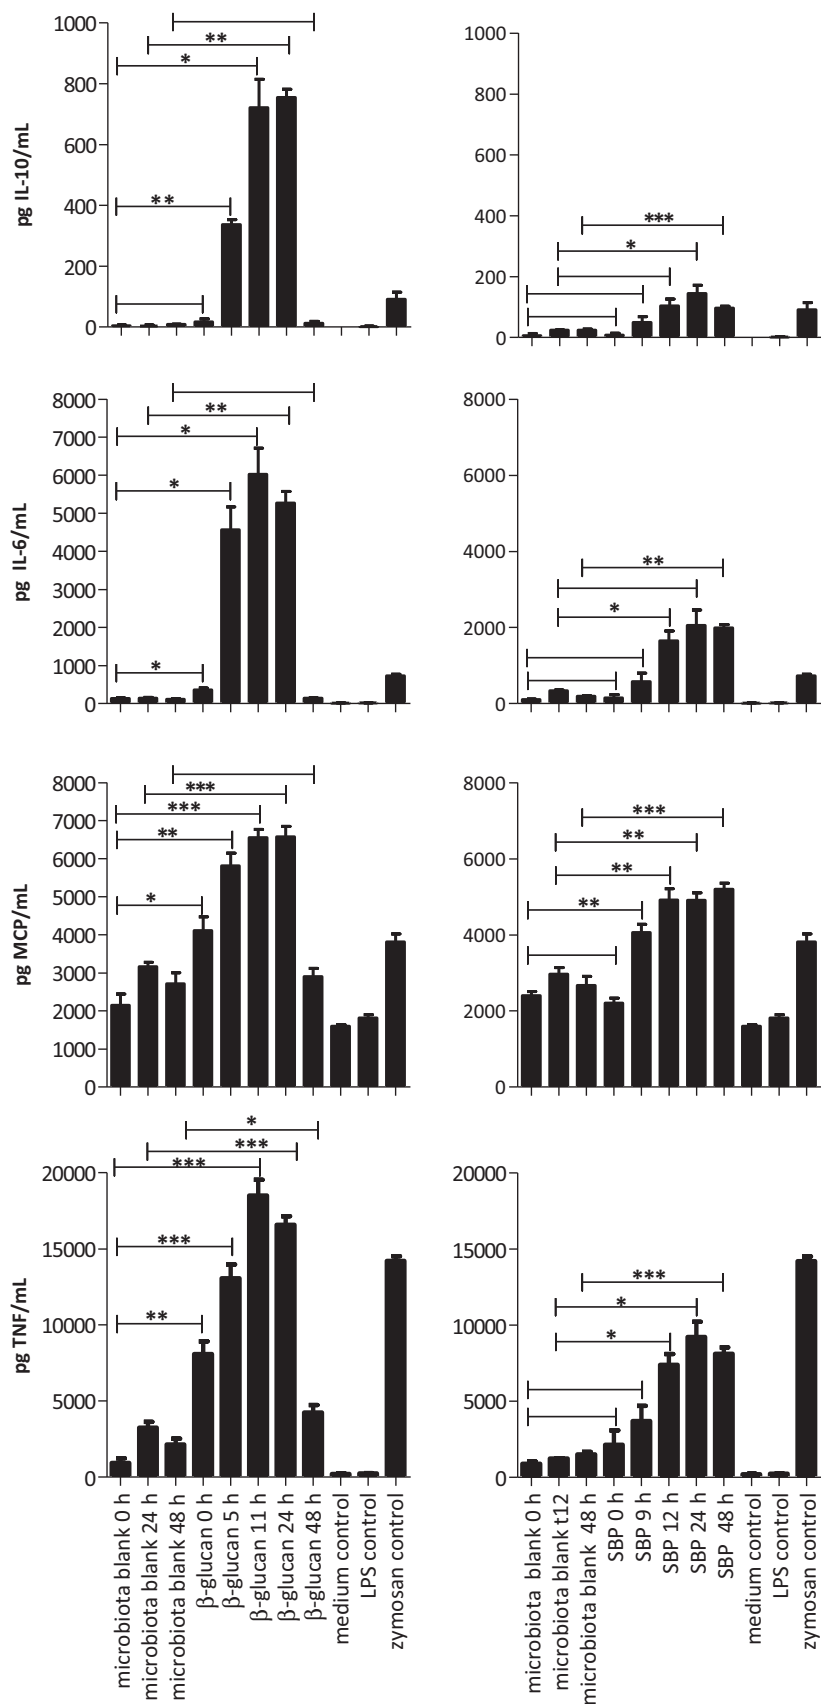 pg IL-10/mL
1000
800
600
400
200
0
**
*
**
1000
800
600
400
200
0
***
*
pg IL-6/mL
8000
7000
6000
5000
4000
3000
2000
1000
0
**
*
*
*
8000
6000
4000
2000
0
**
*
pg MCP/mL
8000
7000
6000
5000
4000
3000
2000
1000
0
***
***
**
*
8000
6000
4000
2000
0
***
**
**
**
pg TNF/mL
20000
15000
10000
5000
0
*
***
***
***
**
20000
15000
10000
5000
0
***
*
*
microbiota blank 0 h
microbiota blank 24 h
microbiota blank 48 h
β-glucan 0 h
β-glucan 5 h
β-glucan 11 h
β-glucan 24 h
β-glucan 48 h
medium control
LPS control
zymosan control
microbiota blank 0 h
microbiota blank t12
microbiota blank 48 h
SBP 0 h
SBP 9 h
SBP 12 h
SBP 24 h
SBP 48 h
medium control
LPS control
zymosan control